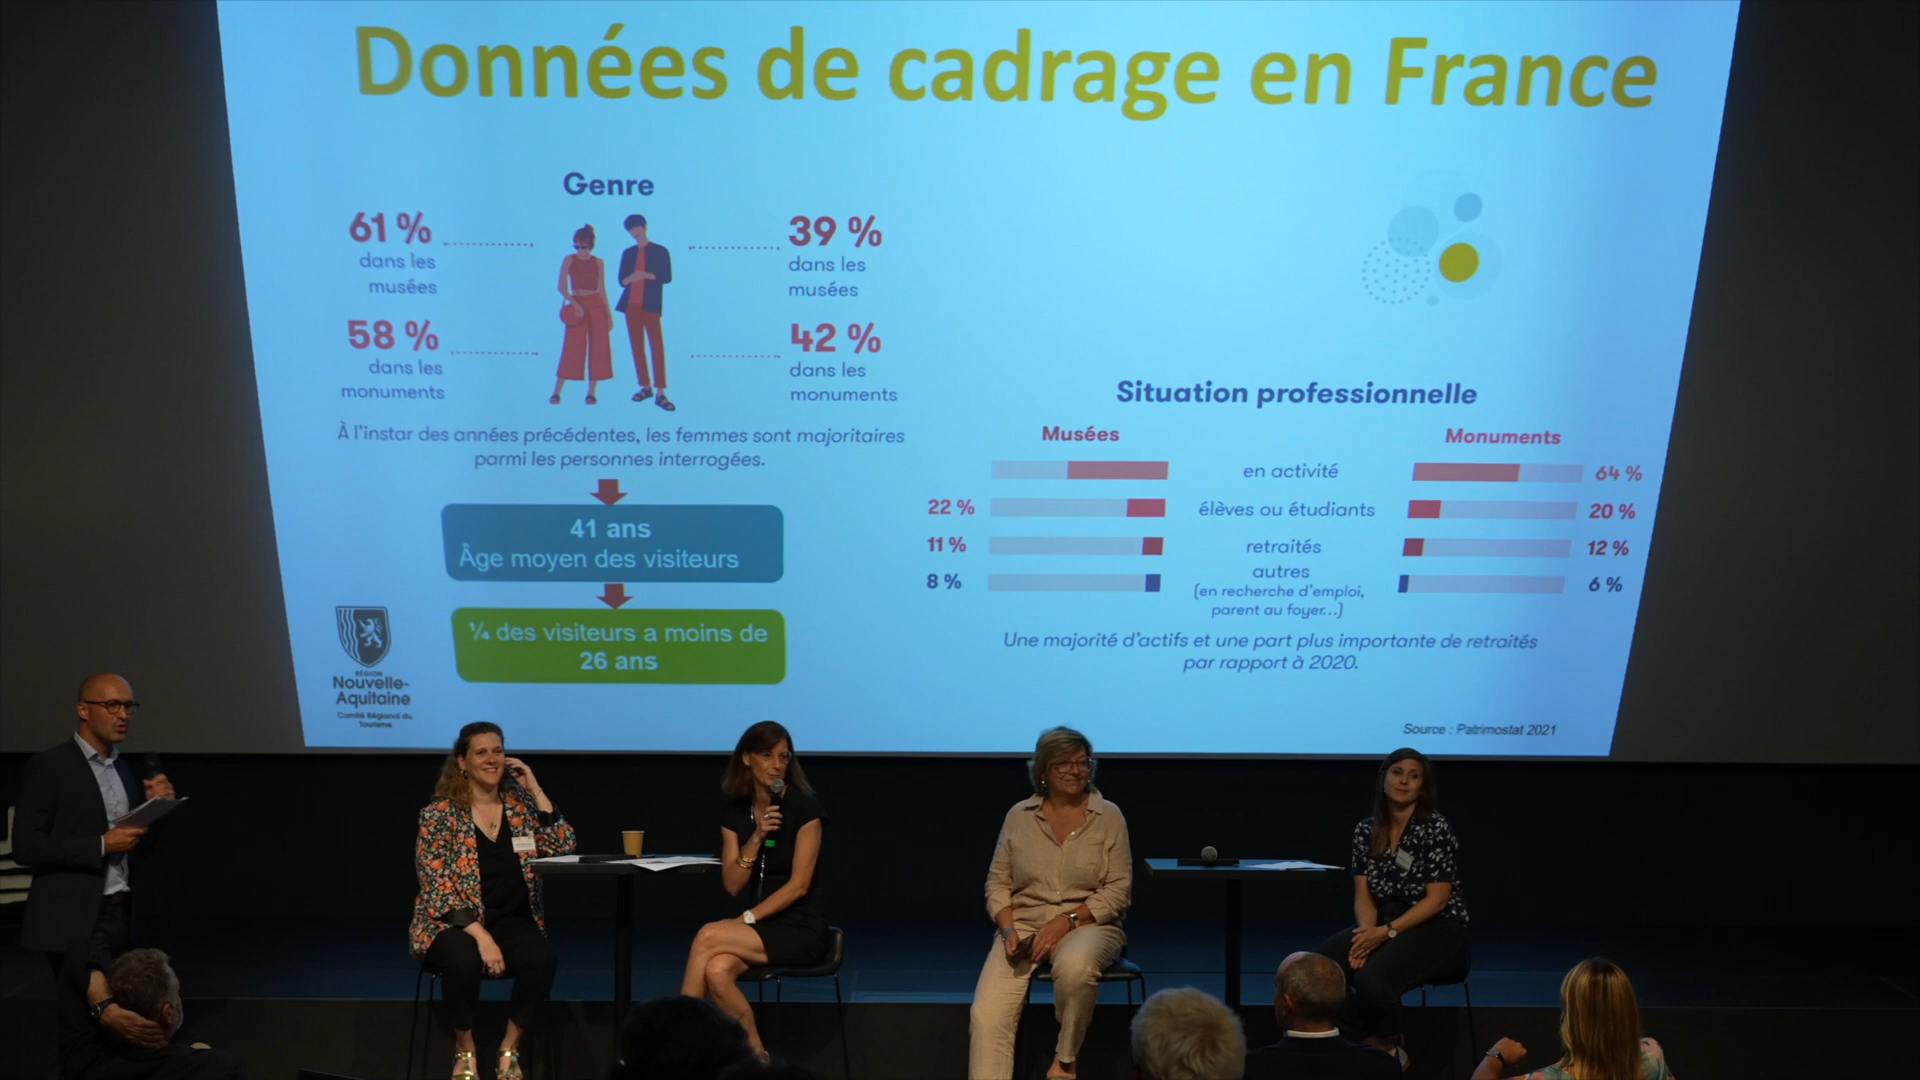 Données de cadrage en France
Genre
61 %
dans les
musées
39 %
dans les
musées
58 %
dans les
monuments
42 %
dans les
monuments
À l'instar des années précédentes, les femmes sont majoritaires
parmi les personnes interrogées.
41 ans
Âge moyen des visiteurs
¼ des visiteurs a moins de
26 ans
RÉGION
Nouvelle-
Aquitaine
Comité Régional du
Tourisme
Situation professionnelle
Musées
Monuments
en activité
64 %
22 %
élèves ou étudiants
20 %
11 %
retraités
12 %
8 %
autres
(en recherche d'emploi,
parent au foyer...)
6 %
Une majorité d'actifs et une part plus importante de retraités
par rapport à 2020.
Source : Patrimostat 2021